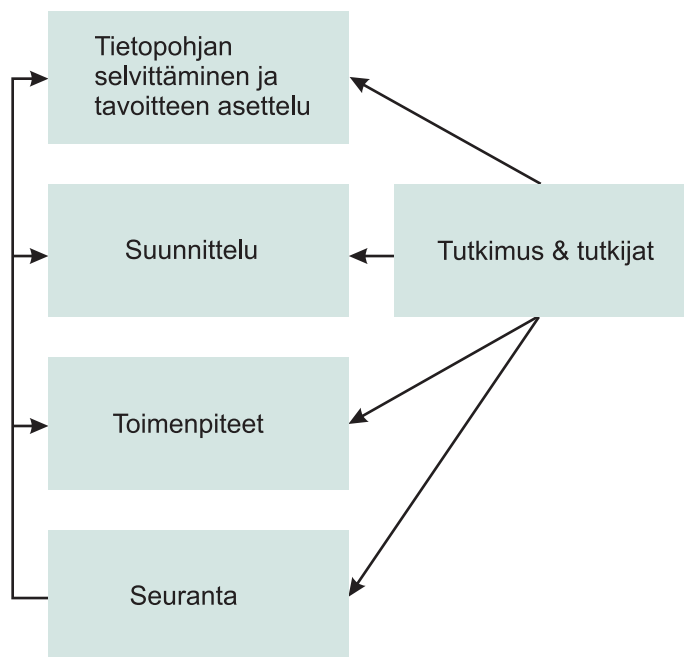 Tietopohjan
selvittäminen ja
tavoitteen asettelu
Suunnittelu
Tutkimus & tutkijat
Toimenpiteet
Seuranta